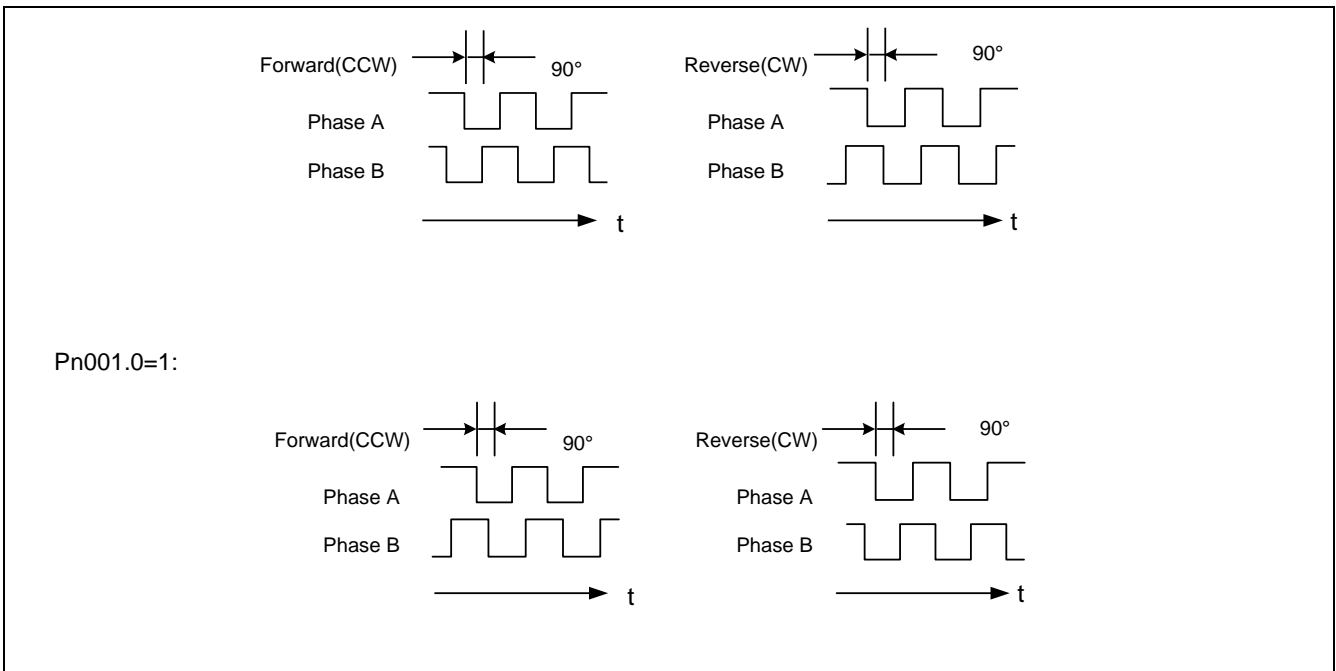 Forward(CCW) 90°
Phase A
Phase B
t
Reverse(CW) 90°
Phase A
Phase B
t
Pn001.0=1:
Forward(CCW) 90°
Phase A
Phase B
t
Reverse(CW) 90°
Phase A
Phase B
t